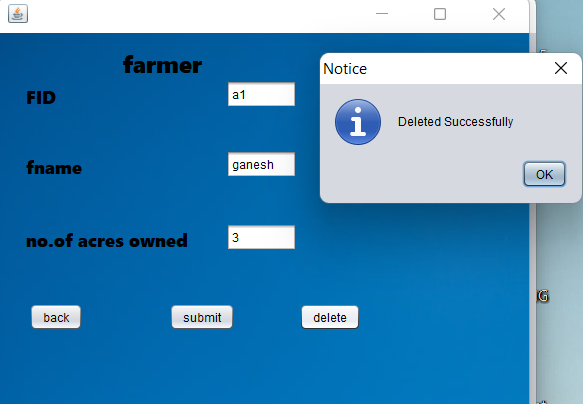 farmer
FID
a1
fname
ganesh
no.of acres owned
3
back
submit
delete
Notice
Deleted Successfully
OK